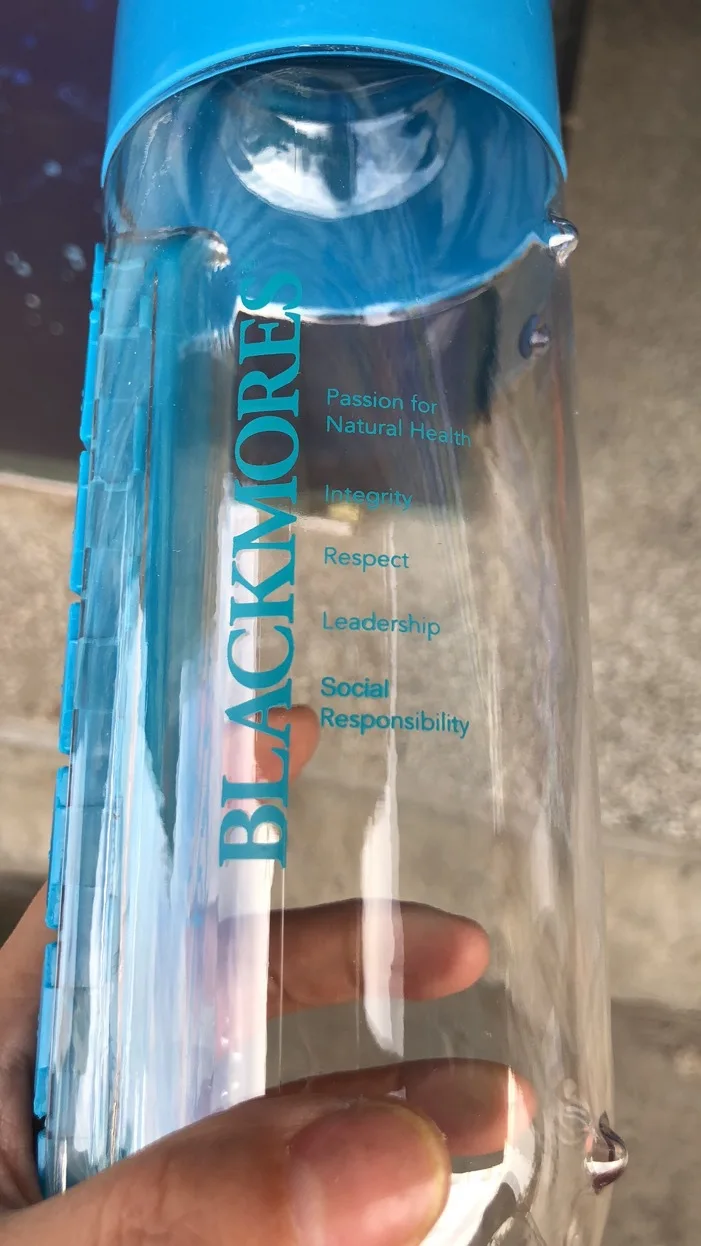 BLACKMORES
Passion for
Natural Health
Integrity
Respect
Leadership
Social
Responsibility